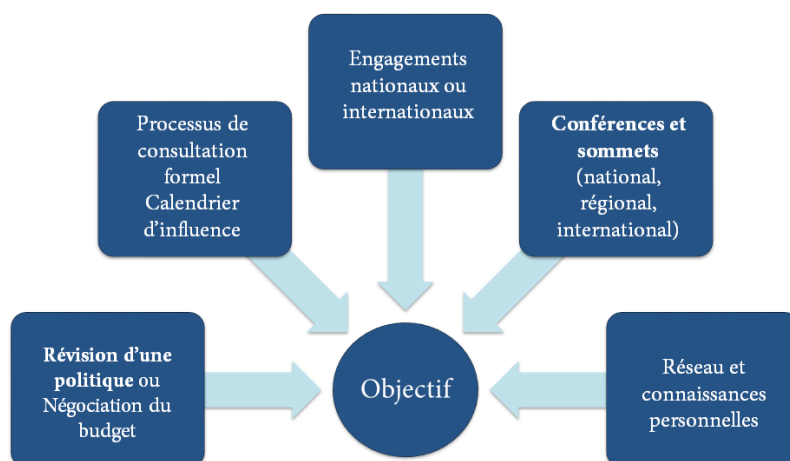 Engagements
nationaux ou
internationaux
Processus de
consultation
formel
Calendrier
d’influence
Conférences et
sommets
(national,
régional,
international)
Révision d’une
politique ou
Négociation du
budget
Objectif
Réseau et
connaissances
personnelles